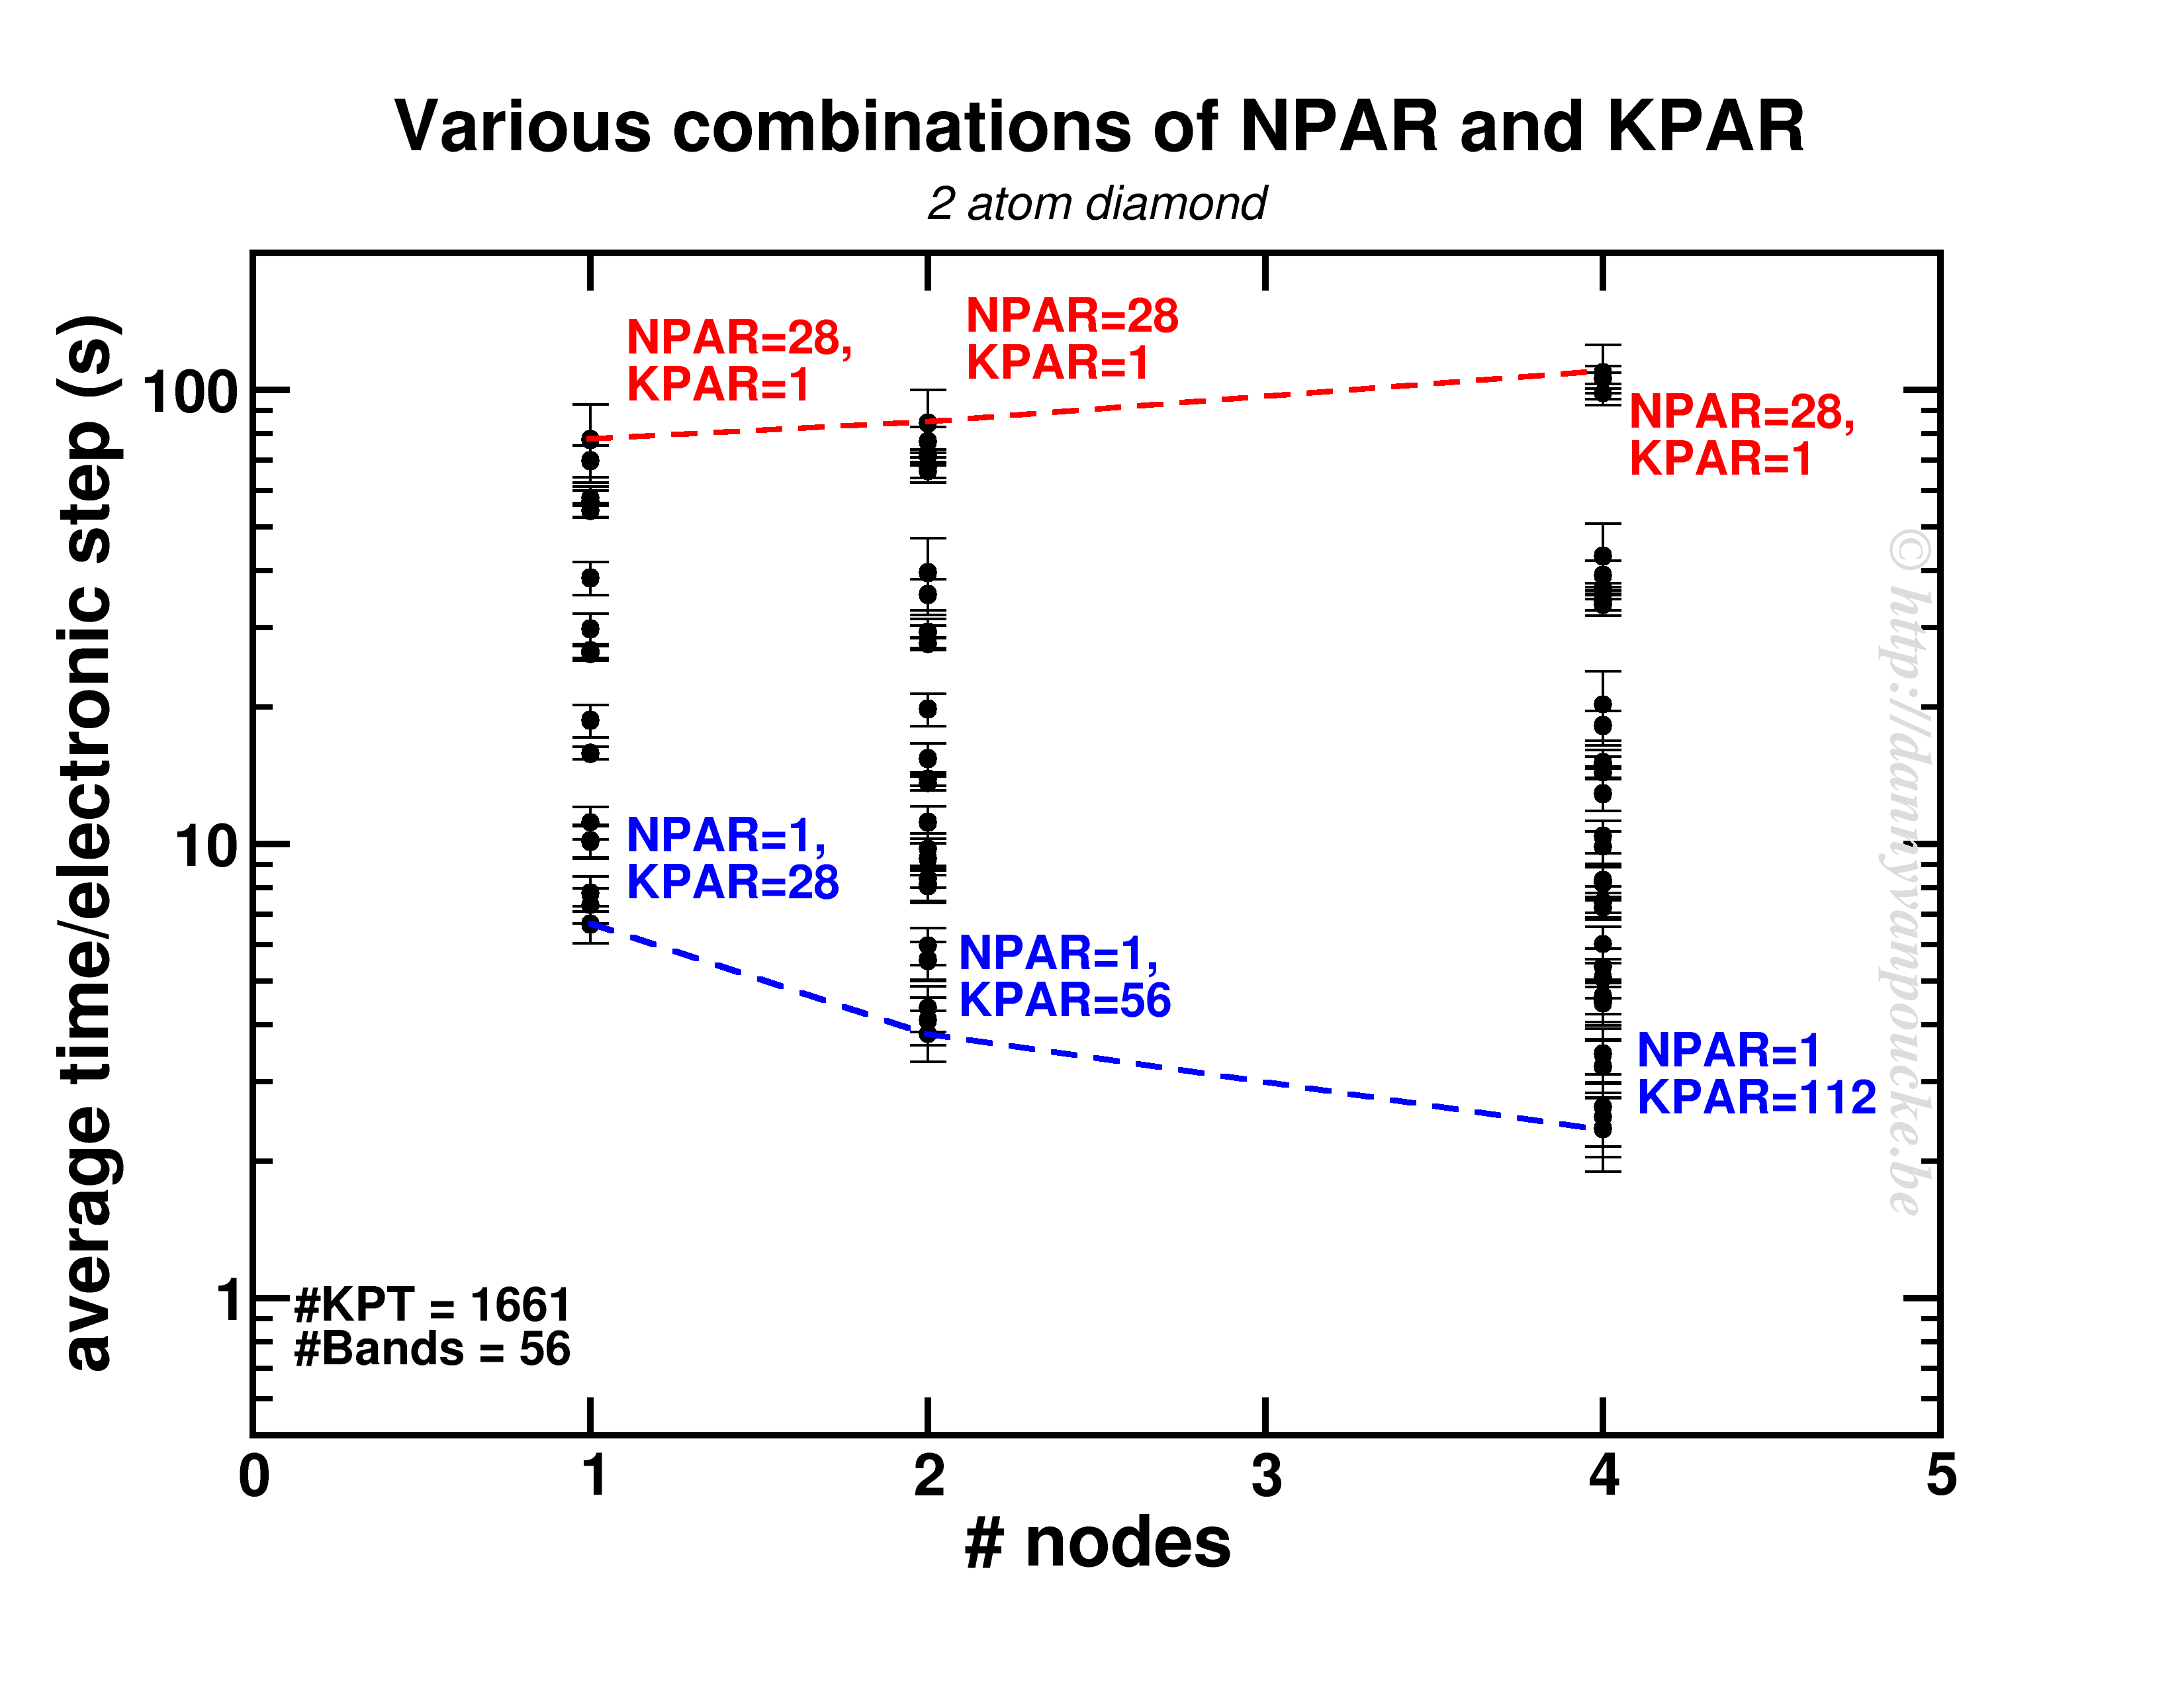 Various combinations of NPAR and KPAR
2 atom diamond
average time/electronic step (s)
100
10
1
NPAR=28,
KPAR=1
NPAR=28
KPAR=1
NPAR=28,
KPAR=1
NPAR=1,
KPAR=28
NPAR=1,
KPAR=56
NPAR=1
KPAR=112
© http://dannyvanpoucke.be
#KPT = 1661
#Bands = 56
0 1 2 3 4 5
# nodes